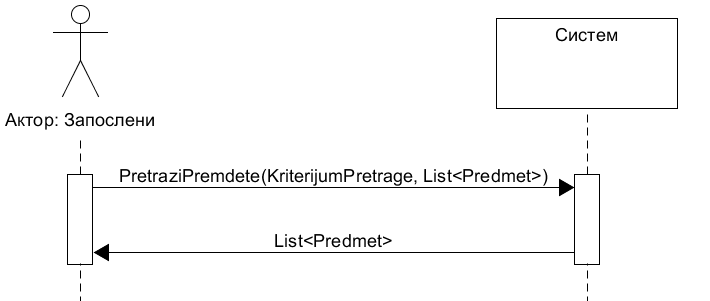 Систем
Актор: Запослени
PretraziPremdete(KriterijumPretrage, List<Predmet>)
List<Predmet>